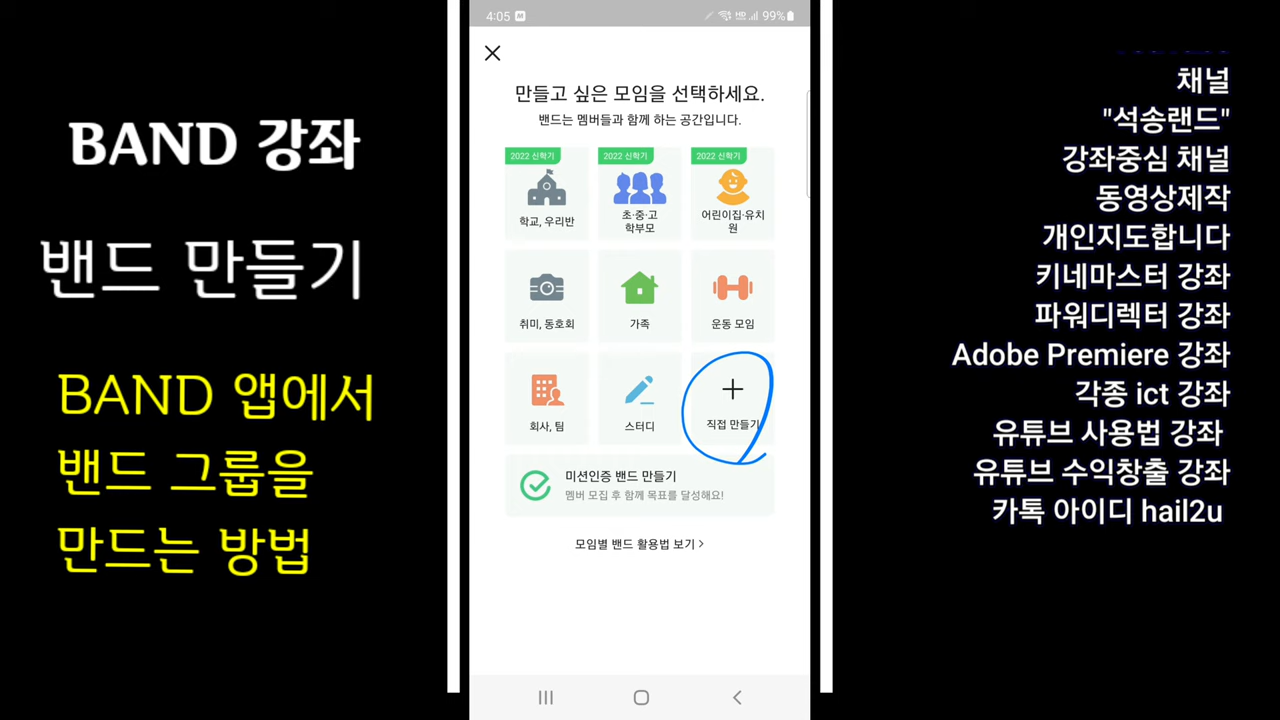 BAND 강좌
밴드 만들기
BAND 앱에서
밴드 그룹을
만드는 방법
4:05 M
99%
만들고 싶은 모임을 선택하세요.
밴드는 멤버들과 함께 하는 공간입니다.
2022 신학기
학교, 우리반
2022 신학기
초·중·고
학부모
2022 신학기
어린이집·유치
원
취미, 동호회
가족
운동 모임
회사, 팀
스터디
직접 만들기
미션인증 밴드 만들기
멤버 모집 후 함께 목표를 달성해요!
모임별 밴드 활용법 보기 >
채널
"석송랜드"
강좌중심 채널
동영상제작
개인지도합니다
키네마스터 강좌
파워디렉터 강좌
Adobe Premiere 강좌
각종 ict 강좌
유튜브 사용법 강좌
유튜브 수익창출 강좌
카톡 아이디 hail2u